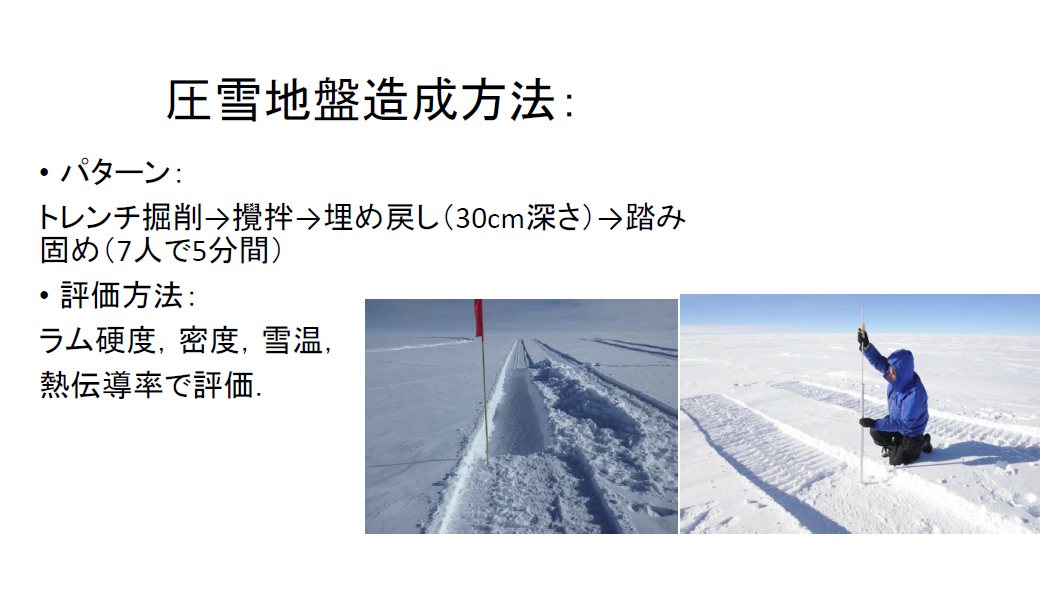 圧雪地盤造成方法：
• パターン：
トレンチ掘削→攪拌→埋め戻し（30cm深さ）→踏み
固め（7人で5分間）
• 評価方法：
ラム硬度，密度，雪温，
熱伝導率で評価.